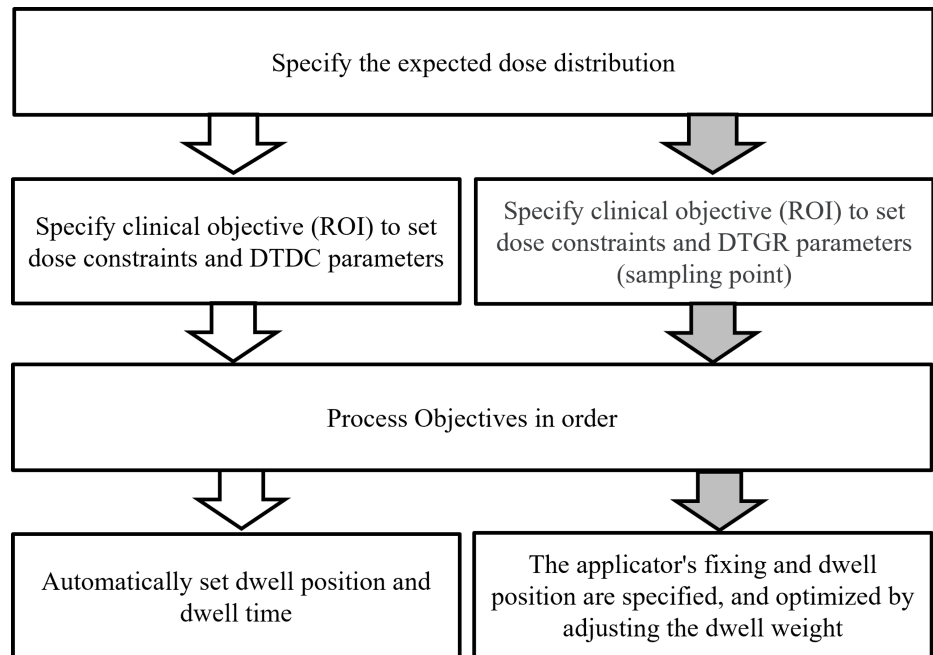 Specify the expected dose distribution
Specify clinical objective (ROI) to set
dose constraints and DTDC parameters
Specify clinical objective (ROI) to set
dose constraints and DTGR parameters
(sampling point)
Process Objectives in order
Automatically set dwell position and
dwell time
The applicator's fixing and dwell
position are specified, and optimized by
adjusting the dwell weight